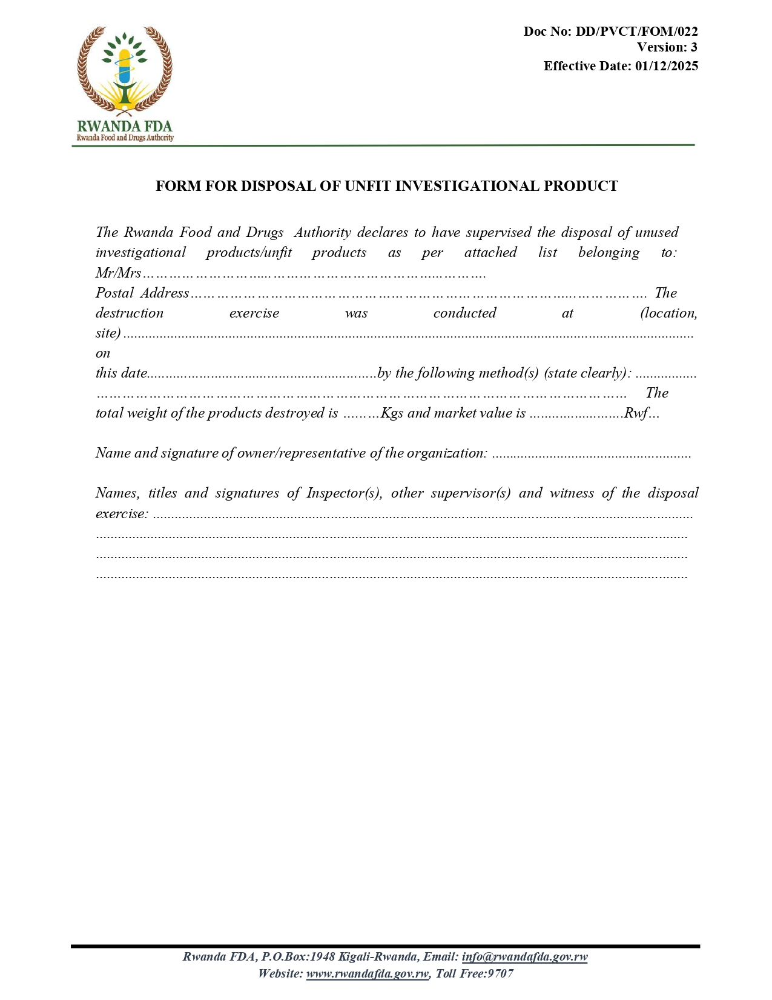 Doc No: DD/PVCT/FOM/022
Version: 3
Effective Date: 01/12/2025
RWANDA FDA
Rwanda Food and Drugs Authority
FORM FOR DISPOSAL OF UNFIT INVESTIGATIONAL PRODUCT
The Rwanda Food and Drugs Authority declares to have supervised the disposal of unused
investigational products/unfit products as per attached list belonging to:
Mr/Mrs………………………...…………………………………...……….
Postal Address……………………………………………………………………………...………………. The
destruction exercise was conducted at (location,
site)..............................................................................................................................................................
on
this date...............................................................by the following method(s) (state clearly): .................
………………………………………………………………………………………………………... The
total weight of the products destroyed is .........Kgs and market value is ..........................Rwf…
Name and signature of owner/representative of the organization: .......................................................
Names, titles and signatures of Inspector(s), other supervisor(s) and witness of the disposal
exercise: .....................................................................................................................................................
...................................................................................................................................................................
...................................................................................................................................................................
...................................................................................................................................................................
Rwanda FDA, P.O.Box:1948 Kigali-Rwanda, Email: info@rwandafda.gov.rw
Website: www.rwandafda.gov.rw, Toll Free:9707